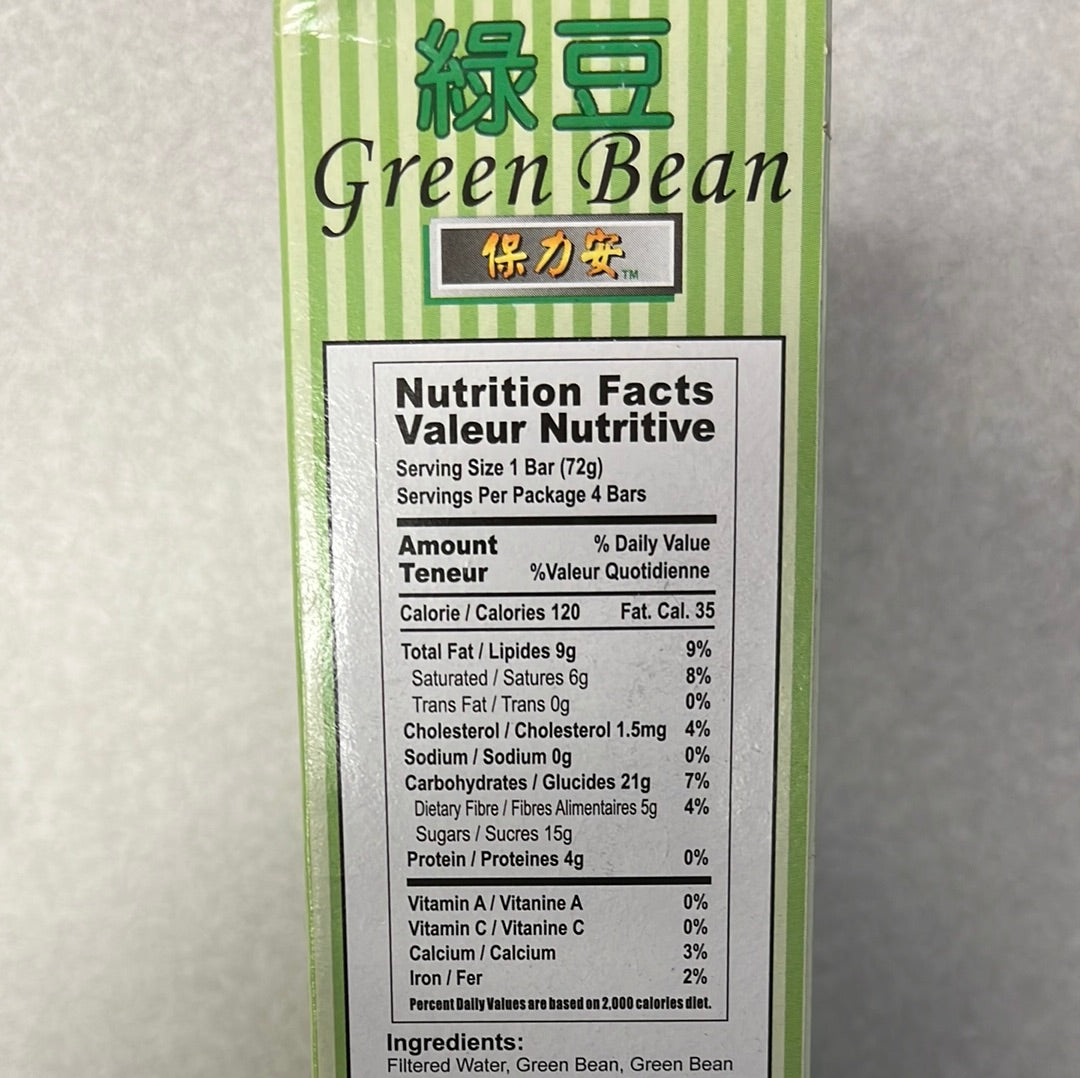 綠豆
Green Bean
保力安 TM
Nutrition Facts
Valeur Nutritive
Serving Size 1 Bar (72g)
Servings Per Package 4 Bars
Amount % Daily Value
Teneur %Valeur Quotidienne
Calorie / Calories 120 Fat. Cal. 35
Total Fat / Lipides 9g 9%
Saturated / Satures 6g 8%
Trans Fat / Trans 0g 0%
Cholesterol / Cholesterol 1.5mg 4%
Sodium / Sodium 0g 0%
Carbohydrates / Glucides 21g 7%
Dietary Fibre / Fibres Alimentaires 5g 4%
Sugars / Sucres 15g
Protein / Proteines 4g 0%
Vitamin A / Vitanine A 0%
Vitamin C / Vitanine C 0%
Calcium / Calcium 3%
Iron / Fer 2%
Percent Daily Values are based on 2,000 calories diet.
Ingredients:
Filtered Water, Green Bean, Green Bean